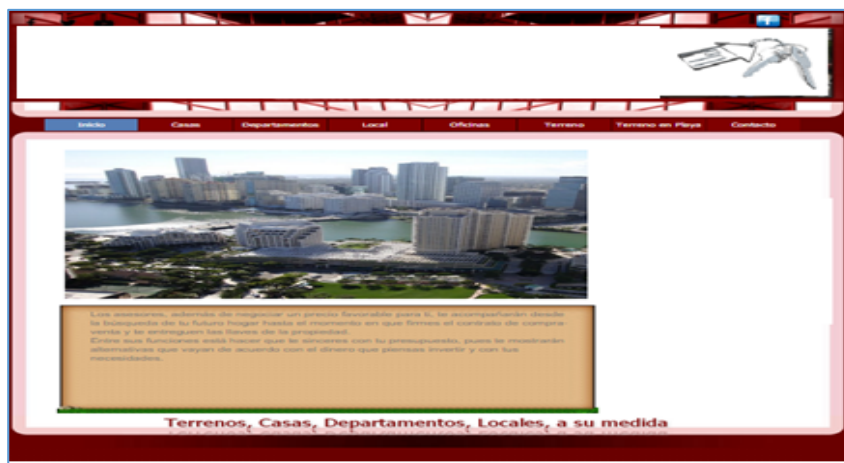 Inicio Casas Departamentos Local Oficinas Terreno Terreno en Playa Contacto
Los asesores, además de negociar un precio favorable para ti, te acompañarán desde
la búsqueda de tu futuro hogar hasta el momento en que firmes el contrato de compra-
venta y te entreguen las llaves de la propiedad.
Entre sus funciones está hacer que te sinceres con tu presupuesto, pues te mostrarán
alternativas que vayan de acuerdo con el dinero que pienses invertir y con tus
necesidades.
Terrenos, Casas, Departamentos, Locales, a su medida